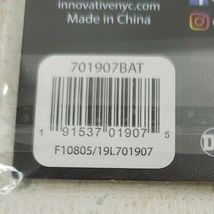 innovativenyc.com
Made in China
701907BAT
1 91537 01907 5
F10805/19L701907